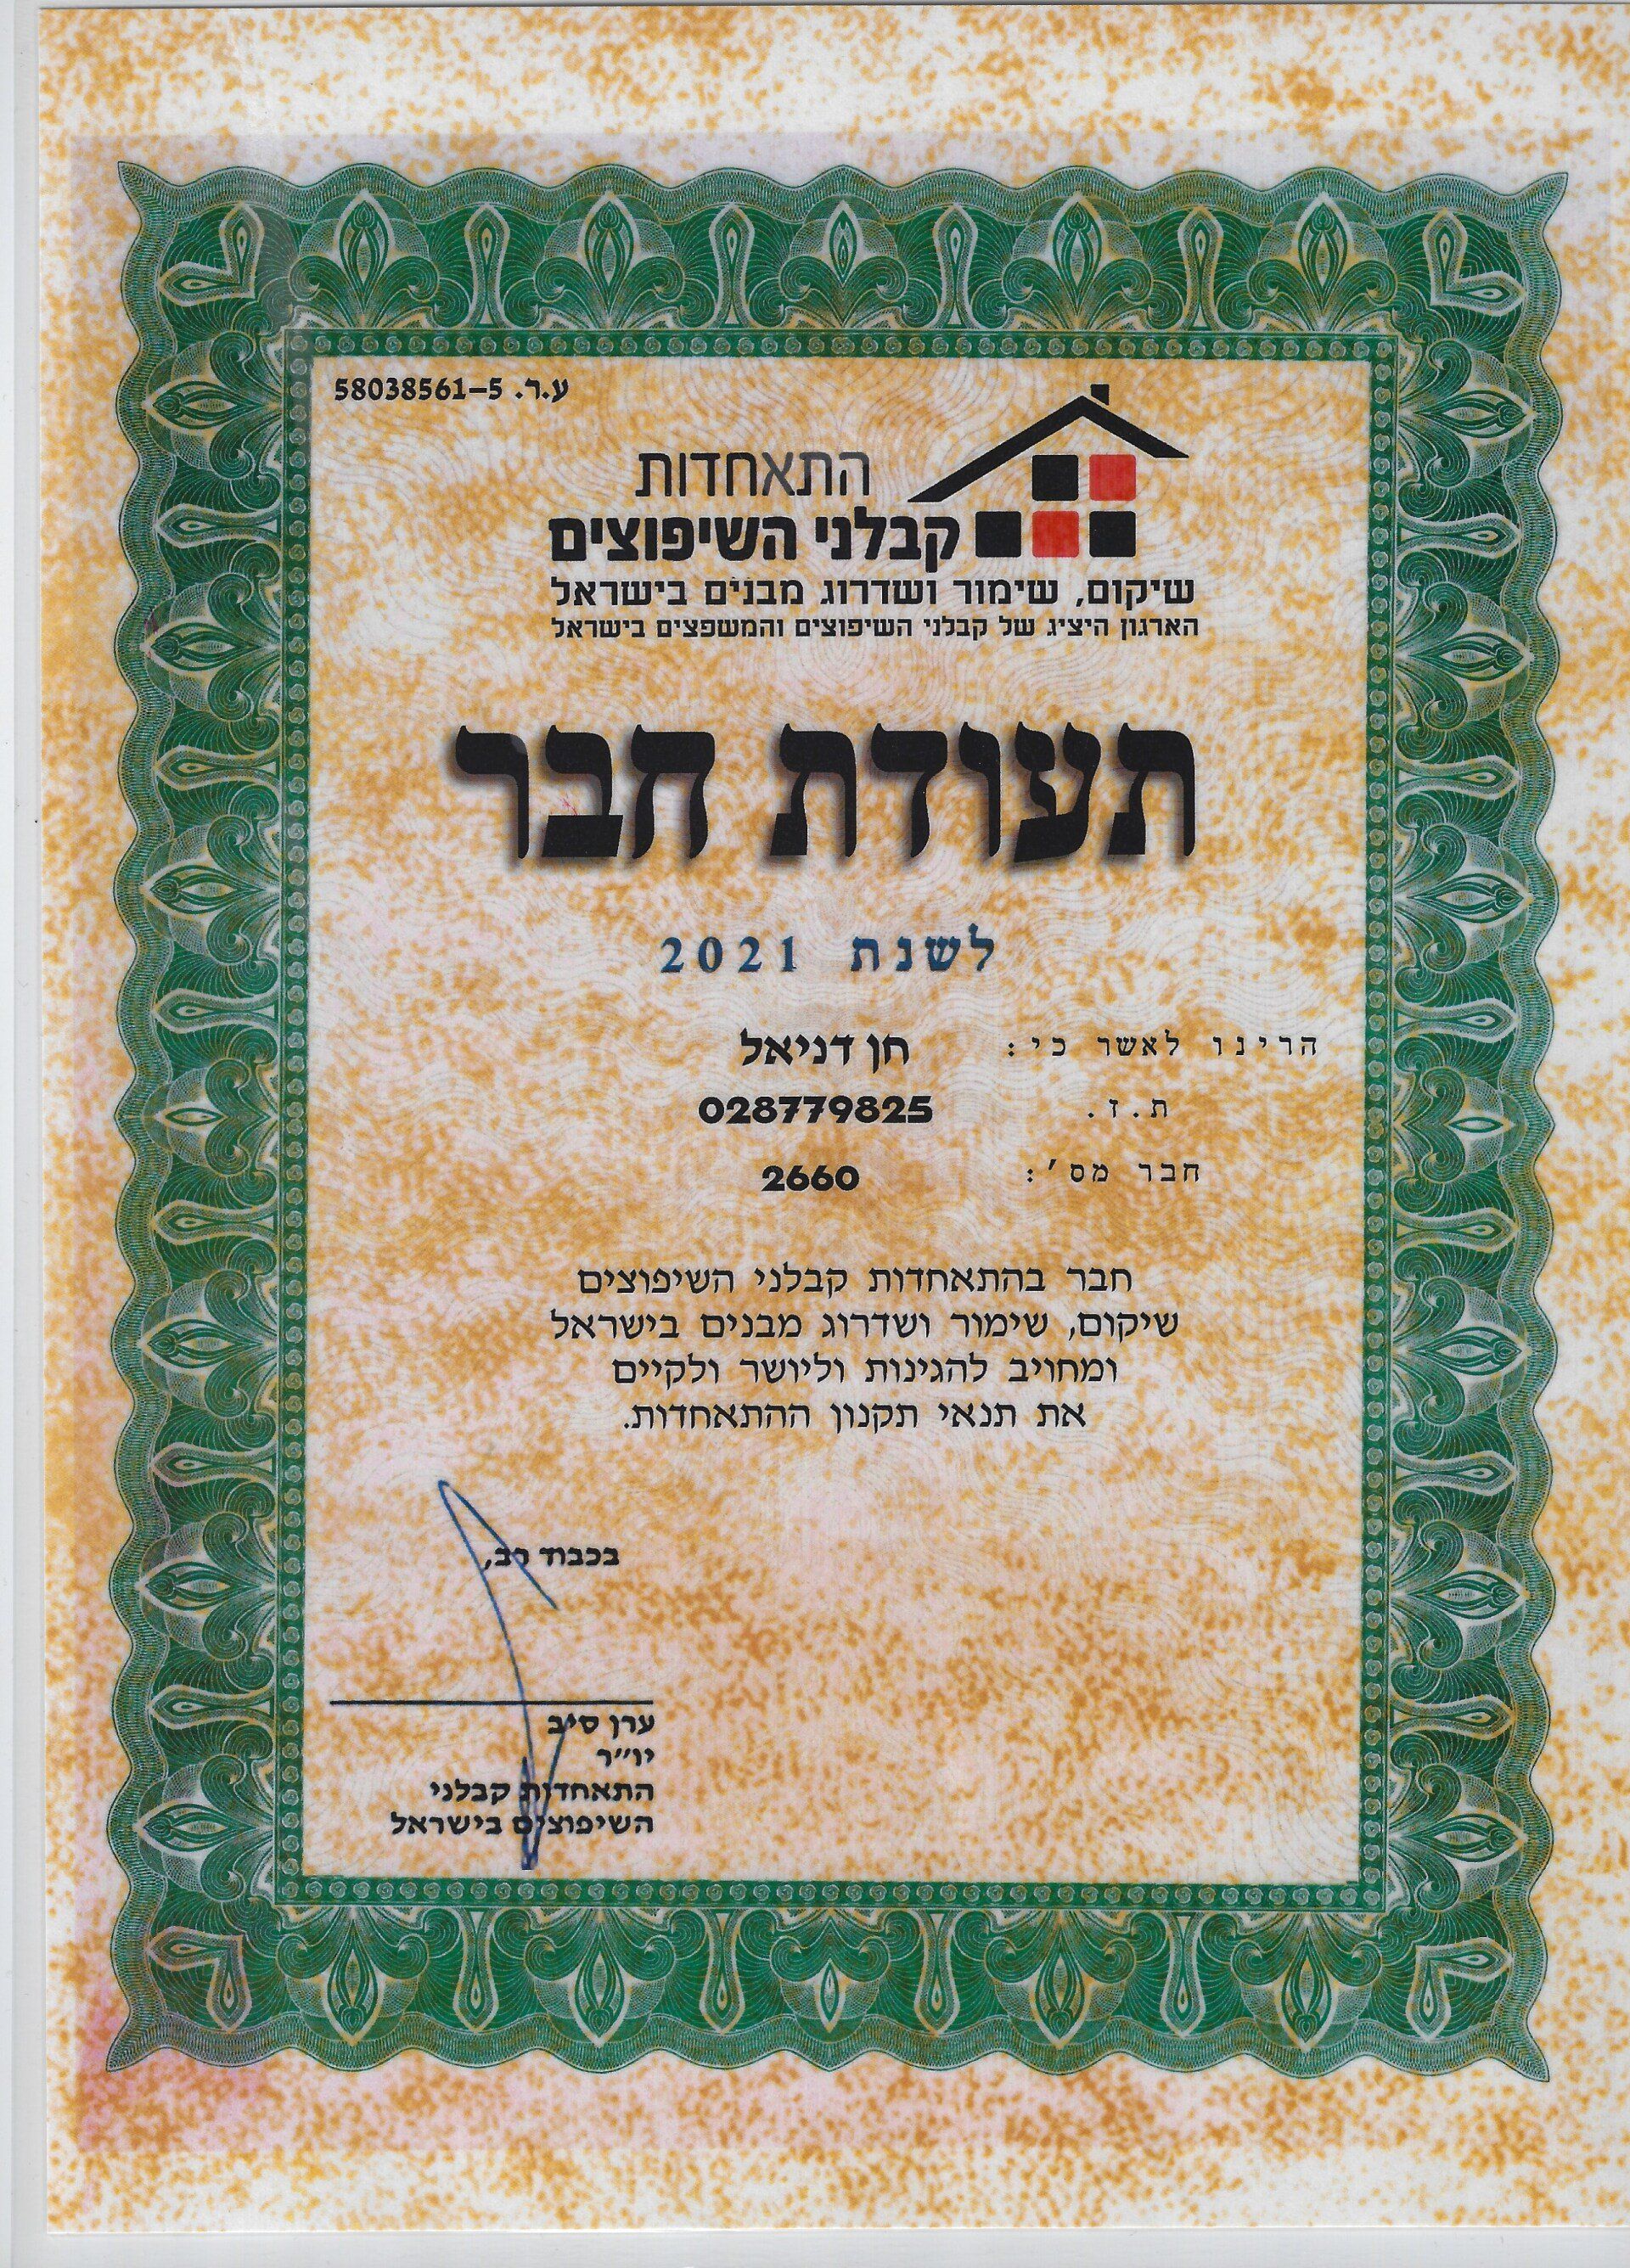 ע.ר. 58038561-5
התאחדות
קבלני השיפוצים
שיקום, שימור ושדרוג מבנים בישראל
הארגון היציג של קבלני השיפוצים והמשפצים בישראל
תעודת חבר
לשנת 2021
הרינו לאשר כי: חן דניאל
ת.ז. 028779825
חבר מס': 2660
חבר בהתאחדות קבלני השיפוצים
שיקום, שימור ושדרוג מבנים בישראל
ומחויב להגינות וליושר ולקיים
את תנאי תקנון ההתאחדות.
בכבוד רב,
ערן סיב
יו"ר
התאחדות קבלני
השיפוצים בישראל